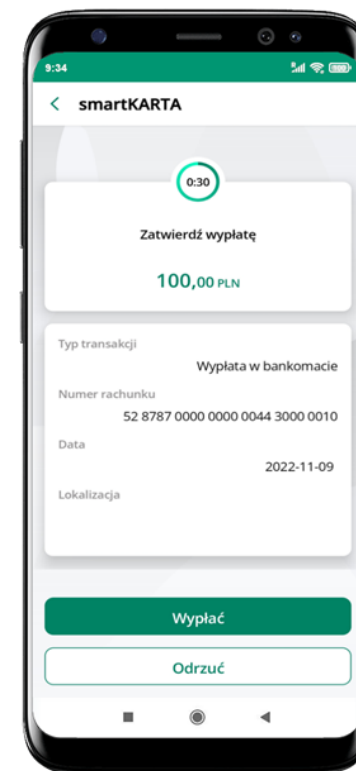 9:34
smartKARTA
0:30
Zatwierdź wypłatę
100,00 PLN
Typ transakcji
Wypłata w bankomacie
Numer rachunku
52 8787 0000 0000 0044 3000 0010
Data
2022-11-09
Lokalizacja
Wypłać
Odrzuć